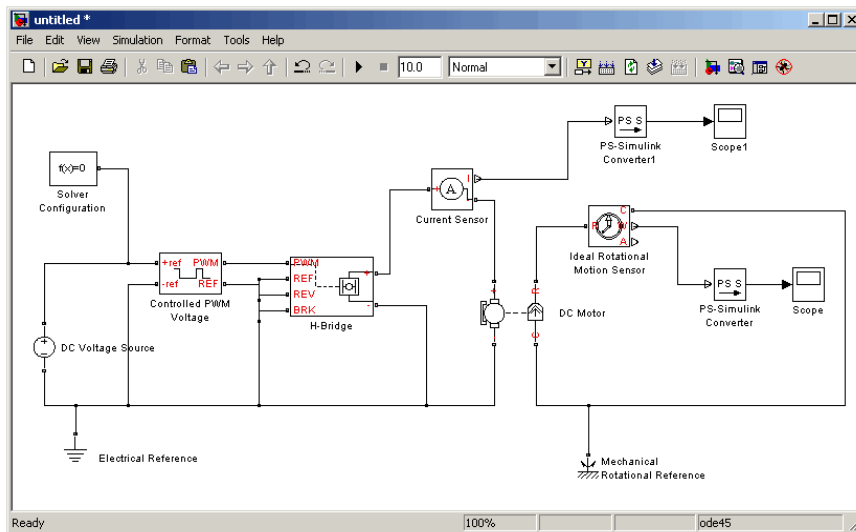 untitled *
File Edit View Simulation Format Tools Help
10.0 Normal
f(x)=0
Solver
Configuration
PS S
PS-Simulink
Converter1
Scope1
A
I
+
Current Sensor
C
R W
A
Ideal Rotational
Motion Sensor
+ref PWM
-ref REF
Controlled PWM
Voltage
PWM
REF
REV
BRK
+
-
H-Bridge
PS S
PS-Simulink
Converter
Scope
+
-
R
C
DC Motor
DC Voltage Source
Electrical Reference
Mechanical
Rotational Reference
Ready 100% ode45